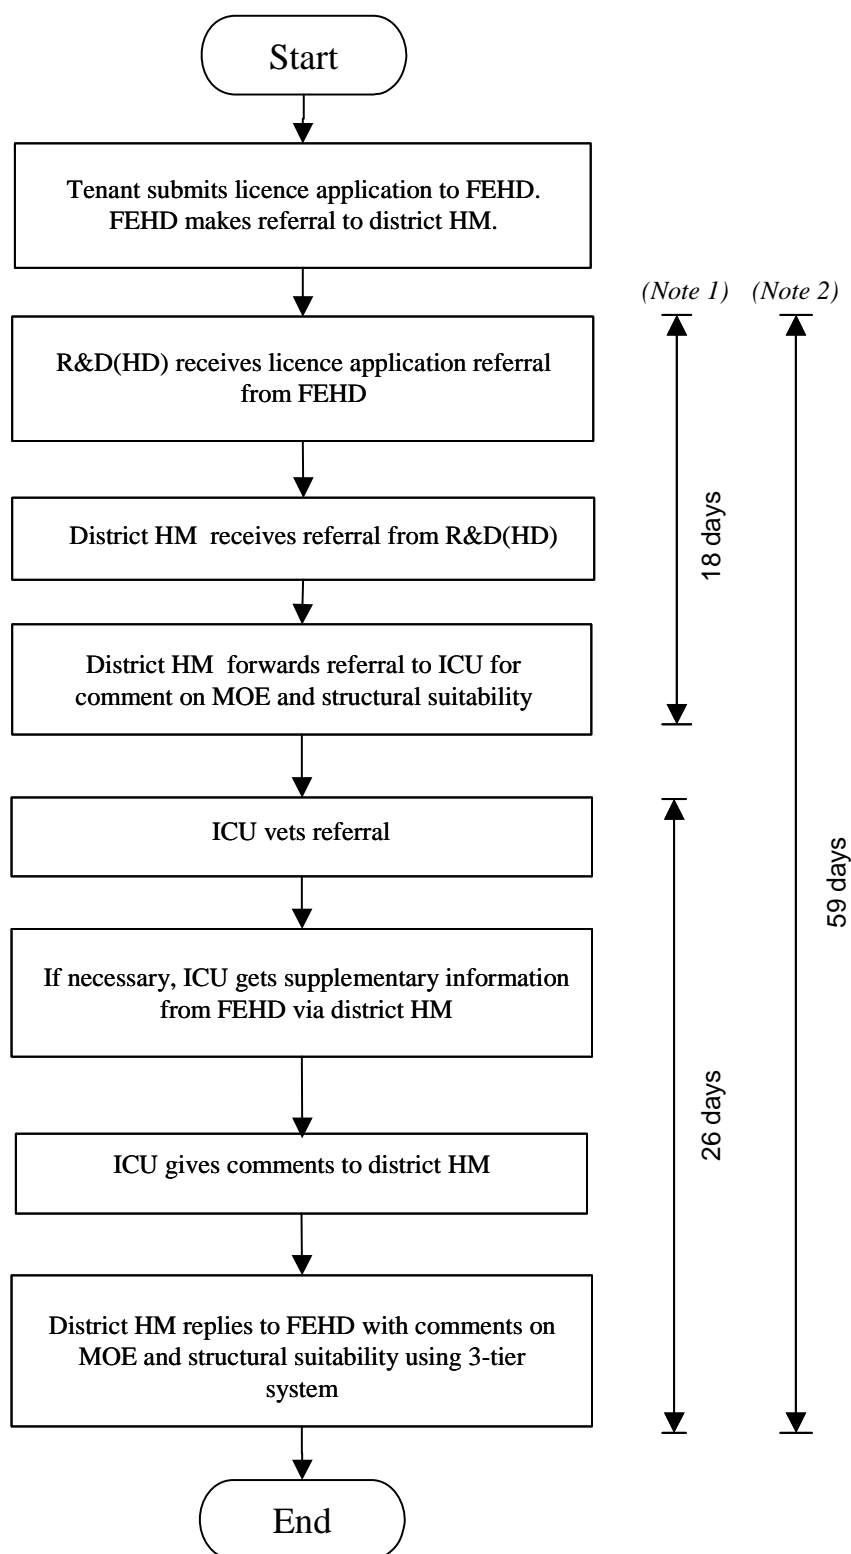 Start
Tenant submits licence application to FEHD.
FEHD makes referral to district HM.
(Note 1) (Note 2)
R&D(HD) receives licence application referral
from FEHD
District HM receives referral from R&D(HD)
18 days
District HM forwards referral to ICU for
comment on MOE and structural suitability
ICU vets referral
59 days
If necessary, ICU gets supplementary information
from FEHD via district HM
26 days
ICU gives comments to district HM
District HM replies to FEHD with comments on
MOE and structural suitability using 3-tier
system
End